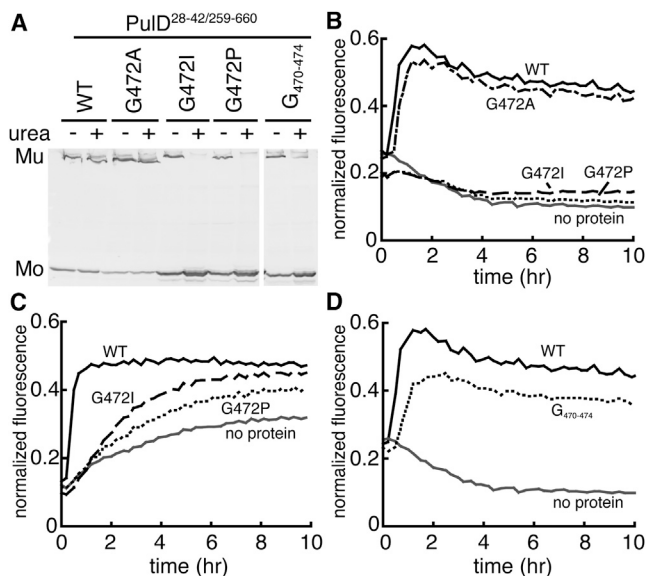 A
PulD28-42/259-660
WT
G472A
G472I
G472P
G470-474
urea
- + - + - + - + - +
Mu
Mo
B
normalized fluorescence
0.6
0.4
0.2
0
WT
G472A
G472I
G472P
no protein
0 2 4 6 8 10
time (hr)
C
normalized fluorescence
0.6
0.4
0.2
0
WT
G472I
G472P
no protein
0 2 4 6 8 10
time (hr)
D
normalized fluorescence
0.6
0.4
0.2
0
WT
G470-474
no protein
0 2 4 6 8 10
time (hr)